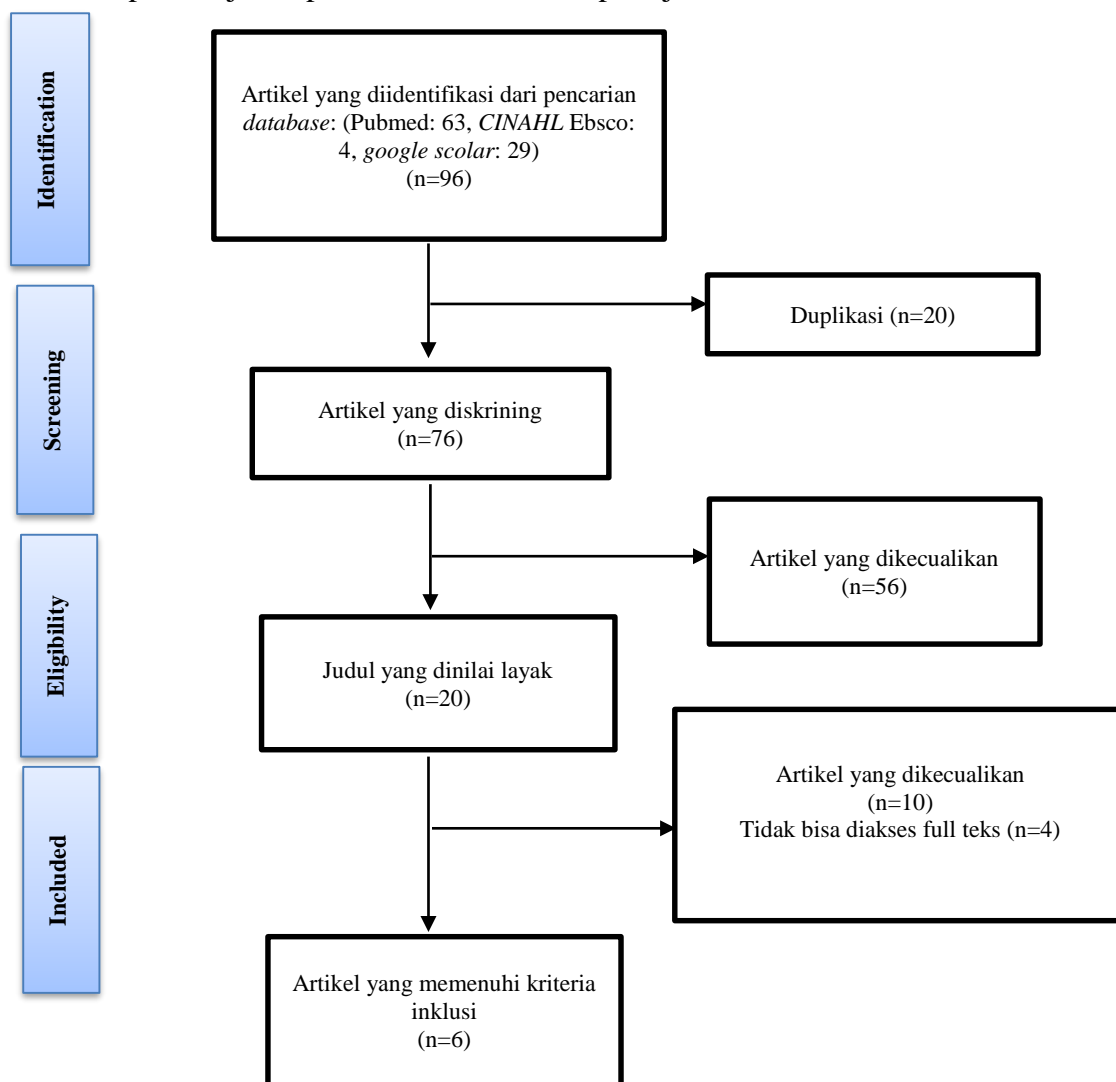 Identification
Artikel yang diidentifikasi dari pencarian
database: (Pubmed: 63, CINAHL Ebsco:
4, google scolar: 29)
(n=96)
Duplikasi (n=20)
Screening
Artikel yang diskrining
(n=76)
Artikel yang dikecualikan
(n=56)
Eligibility
Judul yang dinilai layak
(n=20)
Artikel yang dikecualikan
(n=10)
Tidak bisa diakses full teks (n=4)
Included
Artikel yang memenuhi kriteria
inklusi
(n=6)